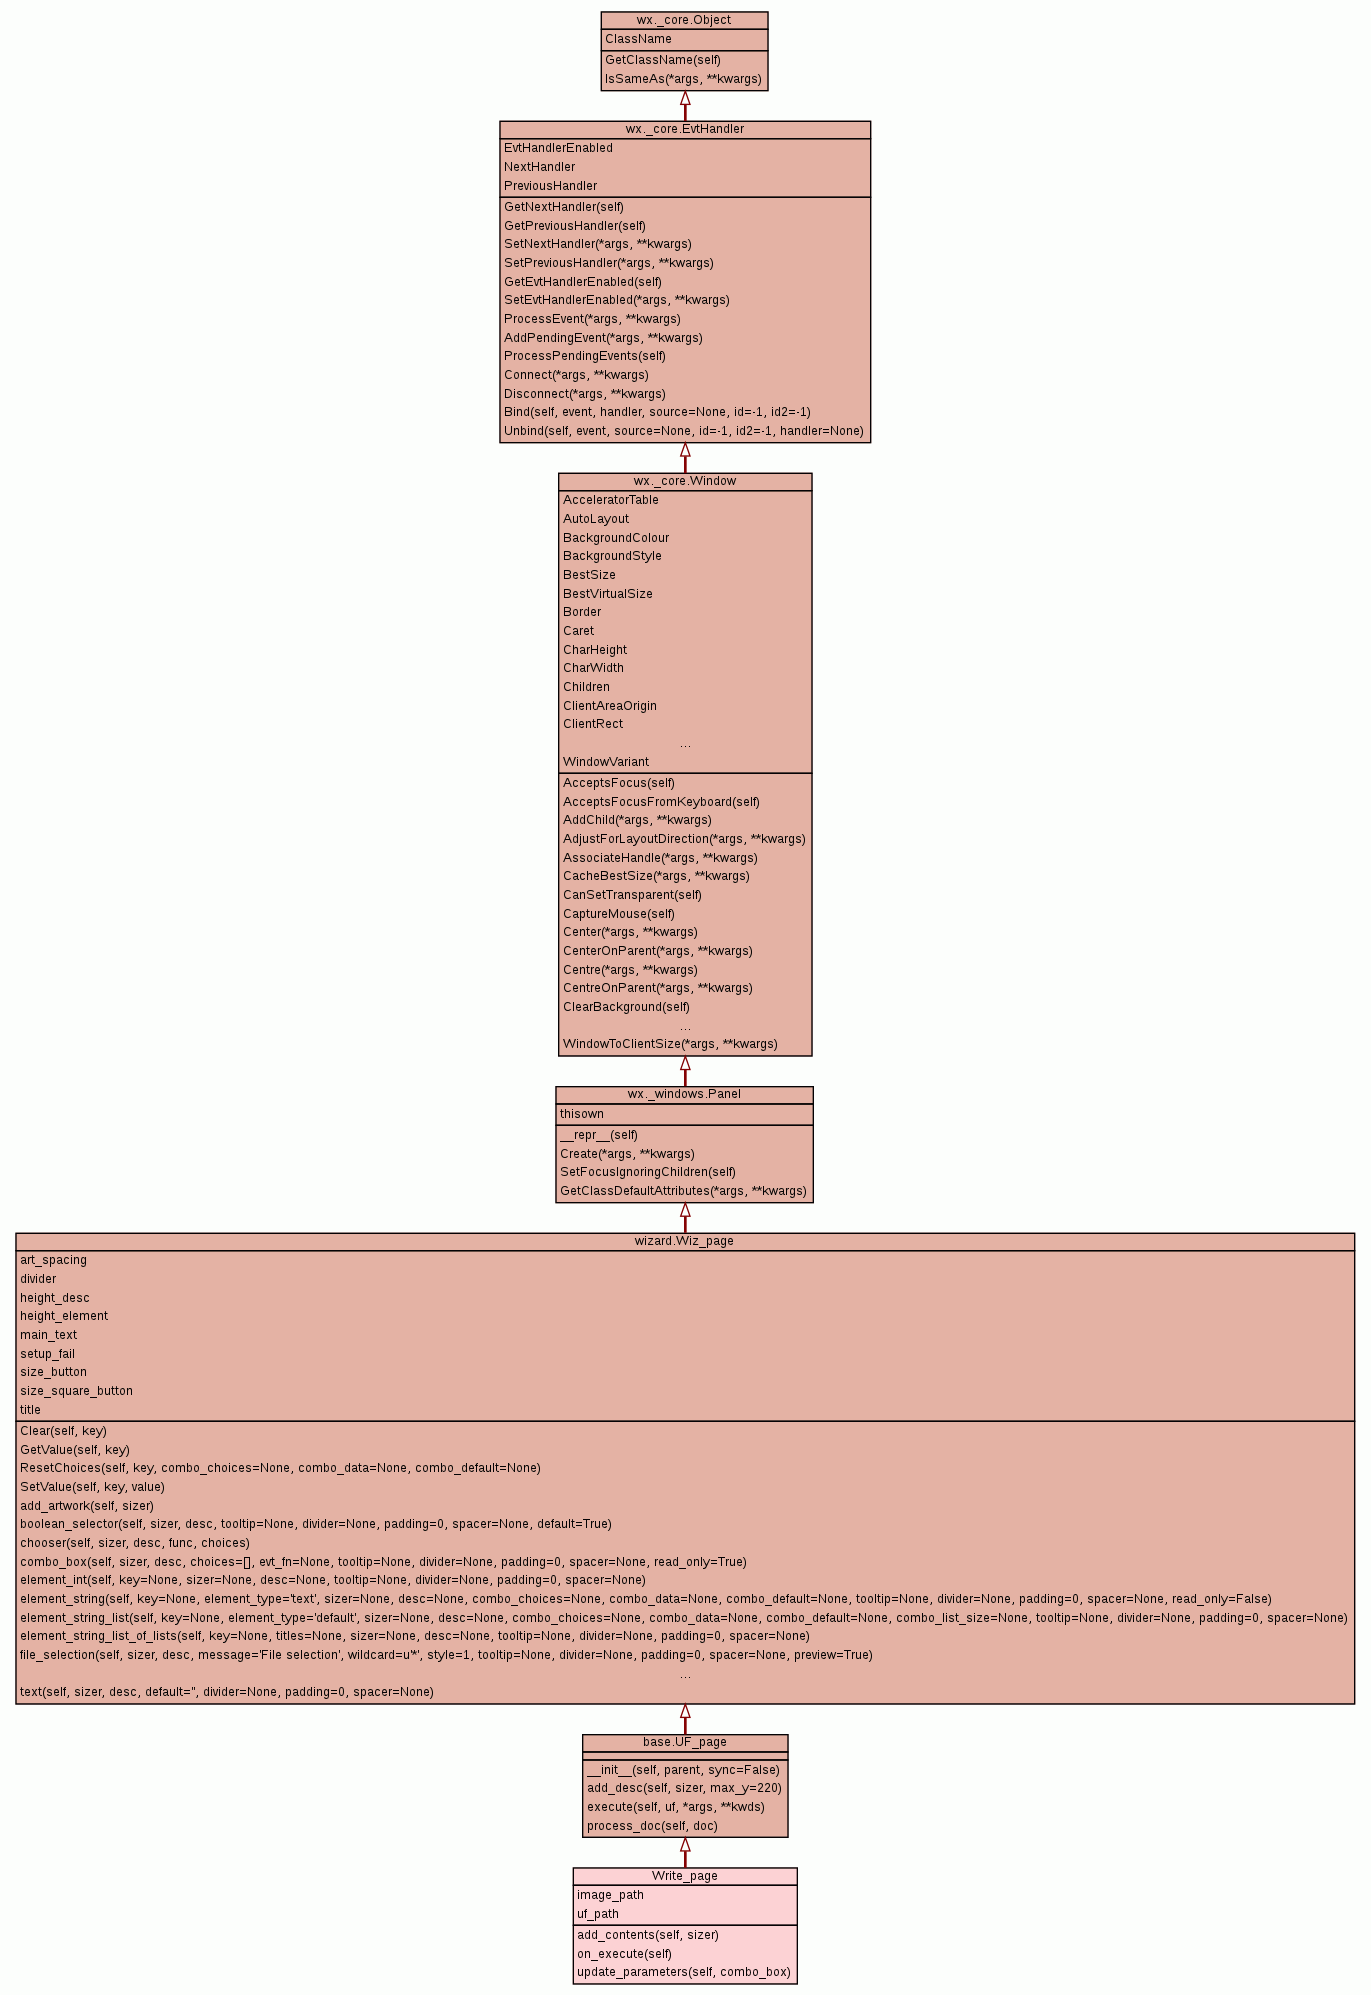 wx._core.Object
ClassName
GetClassName(self)
IsSameAs(*args, **kwargs)
wx._core.EvtHandler
EvtHandlerEnabled
NextHandler
PreviousHandler
GetNextHandler(self)
GetPreviousHandler(self)
SetNextHandler(*args, **kwargs)
SetPreviousHandler(*args, **kwargs)
GetEvtHandlerEnabled(self)
SetEvtHandlerEnabled(*args, **kwargs)
ProcessEvent(*args, **kwargs)
AddPendingEvent(*args, **kwargs)
ProcessPendingEvents(self)
Connect(*args, **kwargs)
Disconnect(*args, **kwargs)
Bind(self, event, handler, source=None, id=-1, id2=-1)
Unbind(self, event, source=None, id=-1, id2=-1, handler=None)
wx._core.Window
AcceleratorTable
AutoLayout
BackgroundColour
BackgroundStyle
BestSize
BestVirtualSize
Border
Caret
CharHeight
CharWidth
Children
ClientAreaOrigin
ClientRect
...
WindowVariant
AcceptsFocus(self)
AcceptsFocusFromKeyboard(self)
AddChild(*args, **kwargs)
AdjustForLayoutDirection(*args, **kwargs)
AssociateHandle(*args, **kwargs)
CacheBestSize(*args, **kwargs)
CanSetTransparent(self)
CaptureMouse(self)
Center(*args, **kwargs)
CenterOnParent(*args, **kwargs)
Centre(*args, **kwargs)
CentreOnParent(*args, **kwargs)
ClearBackground(self)
...
WindowToClientSize(*args, **kwargs)
wx._windows.Panel
thisown
__repr__(self)
Create(*args, **kwargs)
SetFocusIgnoringChildren(self)
GetClassDefaultAttributes(*args, **kwargs)
wizard.Wiz_page
art_spacing
divider
height_desc
height_element
main_text
setup_fail
size_button
size_square_button
title
Clear(self, key)
GetValue(self, key)
ResetChoices(self, key, combo_choices=None, combo_data=None, combo_default=None)
SetValue(self, key, value)
add_artwork(self, sizer)
boolean_selector(self, sizer, desc, tooltip=None, divider=None, padding=0, spacer=None, default=True)
chooser(self, sizer, desc, func, choices)
combo_box(self, sizer, desc, choices=[], evt_fn=None, tooltip=None, divider=None, padding=0, spacer=None, read_only=True)
element_int(self, key=None, sizer=None, desc=None, tooltip=None, divider=None, padding=0, spacer=None)
element_string(self, key=None, element_type='text', sizer=None, desc=None, combo_choices=None, combo_data=None, combo_default=None, tooltip=None, divider=None, padding=0, spacer=None, read_only=False)
element_string_list(self, key=None, element_type='default', sizer=None, desc=None, combo_choices=None, combo_data=None, combo_default=None, combo_list_size=None, tooltip=None, divider=None, padding=0, spacer=None)
element_string_list_of_lists(self, key=None, titles=None, sizer=None, desc=None, tooltip=None, divider=None, padding=0, spacer=None)
file_selection(self, sizer, desc, message='File selection', wildcard=u'*', style=1, tooltip=None, divider=None, padding=0, spacer=None, preview=True)
...
text(self, sizer, desc, default='', divider=None, padding=0, spacer=None)
base.UF_page
__init__(self, parent, sync=False)
add_desc(self, sizer, max_y=220)
execute(self, uf, *args, **kwds)
process_doc(self, doc)
Write_page
image_path
uf_path
add_contents(self, sizer)
on_execute(self)
update_parameters(self, combo_box)